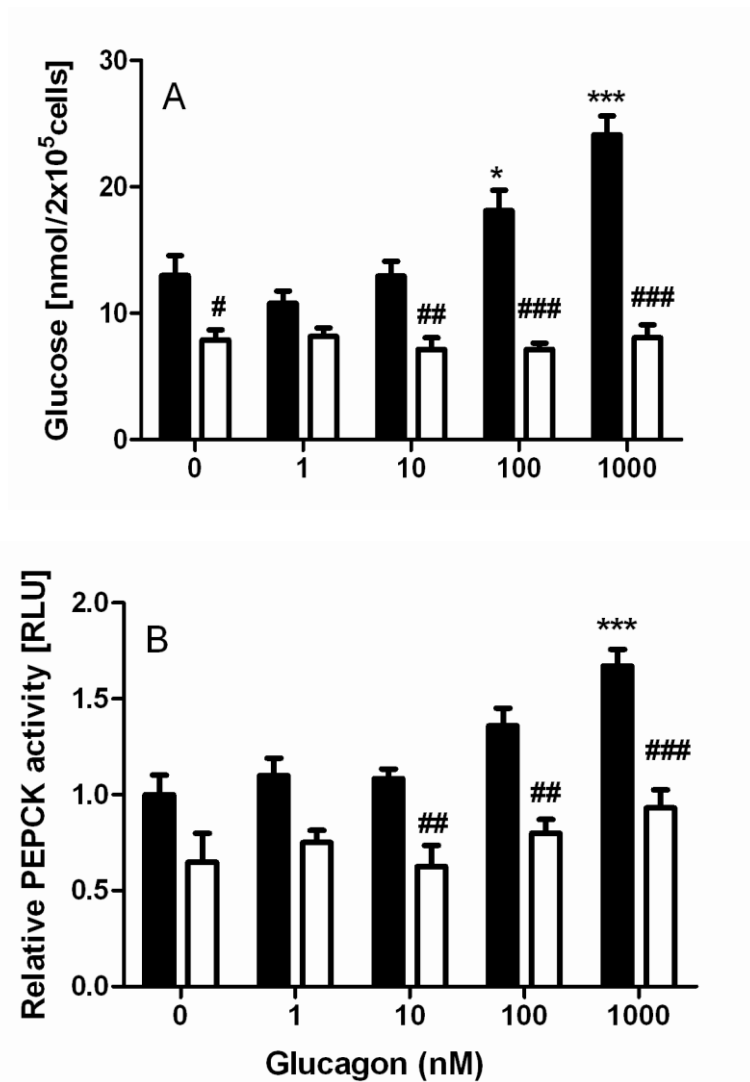 A
Glucose [nmol/2x10⁵cells]
30
20
10
0
***
*
#
##
###
###
0 1 10 100 1000
B
Relative PEPCK activity [RLU]
2.0
1.5
1.0
0.5
0.0
***
###
##
##
0 1 10 100 1000
Glucagon (nM)